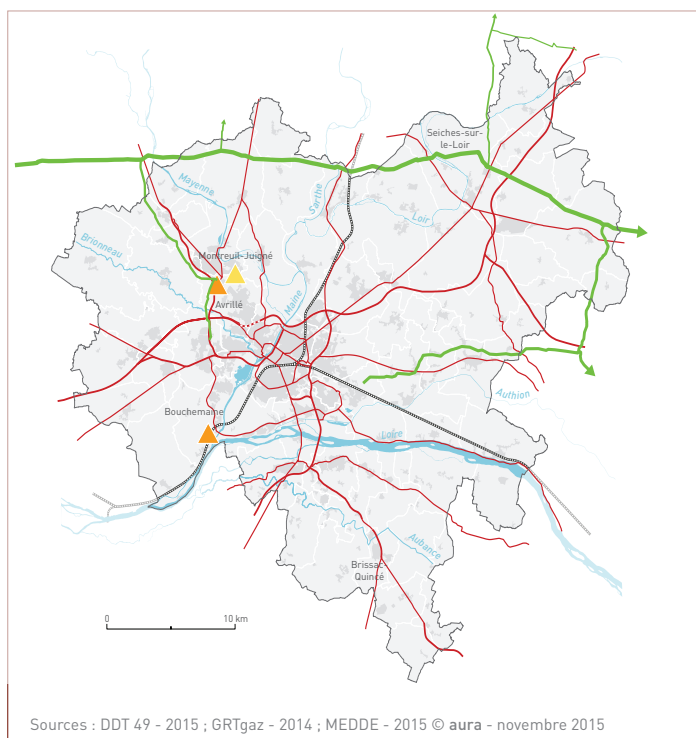 Seiches-sur-
le-Loir
Mayenne
Sarthe
Loir
Brionneau
Montreuil-Juigné
Maine
Avrillé
Bouchemaine
Authion
Loire
Aubance
Brissac-
Quincé
0
10 km
Sources : DDT 49 - 2015 ; GRTgaz - 2014 ; MEDDE - 2015 © aura - novembre 2015